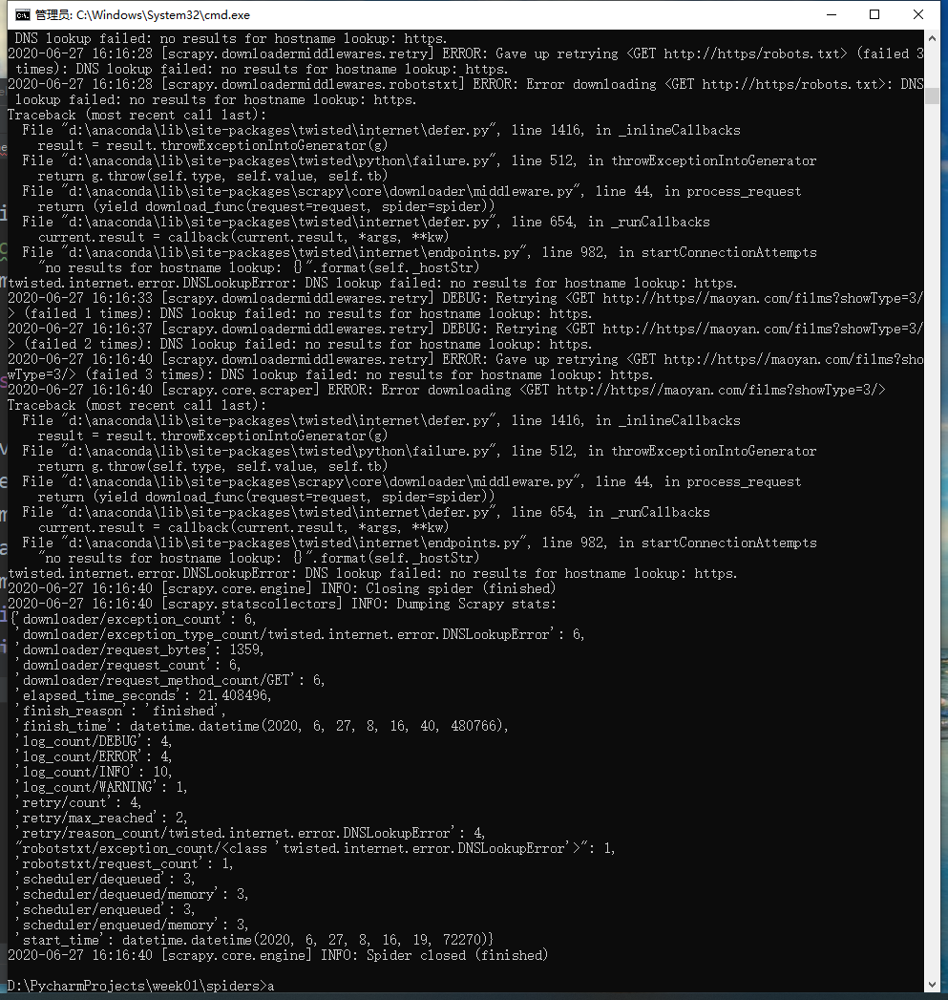 管理员: C:\Windows\System32\cmd.exe
DNS lookup failed: no results for hostname lookup: https.
2020-06-27 16:16:28 [scrapy.downloadermiddlewares.retry] ERROR: Gave up retrying <GET http://https/robots.txt> (failed 3
times): DNS lookup failed: no results for hostname lookup: https.
2020-06-27 16:16:28 [scrapy.downloadermiddlewares.robotstxt] ERROR: Error downloading <GET http://https/robots.txt>: DNS
lookup failed: no results for hostname lookup: https.
Traceback (most recent call last):
File "d:\anaconda\lib\site-packages\twisted\internet\defer.py", line 1416, in _inlineCallbacks
result = result.throwExceptionIntoGenerator(g)
File "d:\anaconda\lib\site-packages\twisted\python\failure.py", line 512, in throwExceptionIntoGenerator
return g.throw(self.type, self.value, self.tb)
File "d:\anaconda\lib\site-packages\scrapy\core\downloader\middleware.py", line 44, in process_request
return (yield download_func(request=request, spider=spider))
File "d:\anaconda\lib\site-packages\twisted\internet\defer.py", line 654, in _runCallbacks
current.result = callback(current.result, *args, **kw)
File "d:\anaconda\lib\site-packages\twisted\internet\endpoints.py", line 982, in startConnectionAttempts
"no results for hostname lookup: {}".format(self._hostStr)
twisted.internet.error.DNSLookupError: DNS lookup failed: no results for hostname lookup: https.
2020-06-27 16:16:33 [scrapy.downloadermiddlewares.retry] DEBUG: Retrying <GET http://https//maoyan.com/films?showType=3/
> (failed 1 times): DNS lookup failed: no results for hostname lookup: https.
2020-06-27 16:16:37 [scrapy.downloadermiddlewares.retry] DEBUG: Retrying <GET http://https//maoyan.com/films?showType=3/
> (failed 2 times): DNS lookup failed: no results for hostname lookup: https.
2020-06-27 16:16:40 [scrapy.downloadermiddlewares.retry] ERROR: Gave up retrying <GET http://https//maoyan.com/films?sho
wType=3/> (failed 3 times): DNS lookup failed: no results for hostname lookup: https.
2020-06-27 16:16:40 [scrapy.core.scraper] ERROR: Error downloading <GET http://https//maoyan.com/films?showType=3/>
Traceback (most recent call last):
File "d:\anaconda\lib\site-packages\twisted\internet\defer.py", line 1416, in _inlineCallbacks
result = result.throwExceptionIntoGenerator(g)
File "d:\anaconda\lib\site-packages\twisted\python\failure.py", line 512, in throwExceptionIntoGenerator
return g.throw(self.type, self.value, self.tb)
File "d:\anaconda\lib\site-packages\scrapy\core\downloader\middleware.py", line 44, in process_request
return (yield download_func(request=request, spider=spider))
File "d:\anaconda\lib\site-packages\twisted\internet\defer.py", line 654, in _runCallbacks
current.result = callback(current.result, *args, **kw)
File "d:\anaconda\lib\site-packages\twisted\internet\endpoints.py", line 982, in startConnectionAttempts
"no results for hostname lookup: {}".format(self._hostStr)
twisted.internet.error.DNSLookupError: DNS lookup failed: no results for hostname lookup: https.
2020-06-27 16:16:40 [scrapy.core.engine] INFO: Closing spider (finished)
2020-06-27 16:16:40 [scrapy.statscollectors] INFO: Dumping Scrapy stats:
{'downloader/exception_count': 6,
'downloader/exception_type_count/twisted.internet.error.DNSLookupError': 6,
'downloader/request_bytes': 1359,
'downloader/request_count': 6,
'downloader/request_method_count/GET': 6,
'elapsed_time_seconds': 21.408496,
'finish_reason': 'finished',
'finish_time': datetime.datetime(2020, 6, 27, 8, 16, 40, 480766),
'log_count/DEBUG': 4,
'log_count/ERROR': 4,
'log_count/INFO': 10,
'log_count/WARNING': 1,
'retry/count': 4,
'retry/max_reached': 2,
'retry/reason_count/twisted.internet.error.DNSLookupError': 4,
"robotstxt/exception_count/<class 'twisted.internet.error.DNSLookupError'>": 1,
'robotstxt/request_count': 1,
'scheduler/dequeued': 3,
'scheduler/dequeued/memory': 3,
'scheduler/enqueued': 3,
'scheduler/enqueued/memory': 3,
'start_time': datetime.datetime(2020, 6, 27, 8, 16, 19, 72270)}
2020-06-27 16:16:40 [scrapy.core.engine] INFO: Spider closed (finished)
D:\PycharmProjects\week01\spiders>a